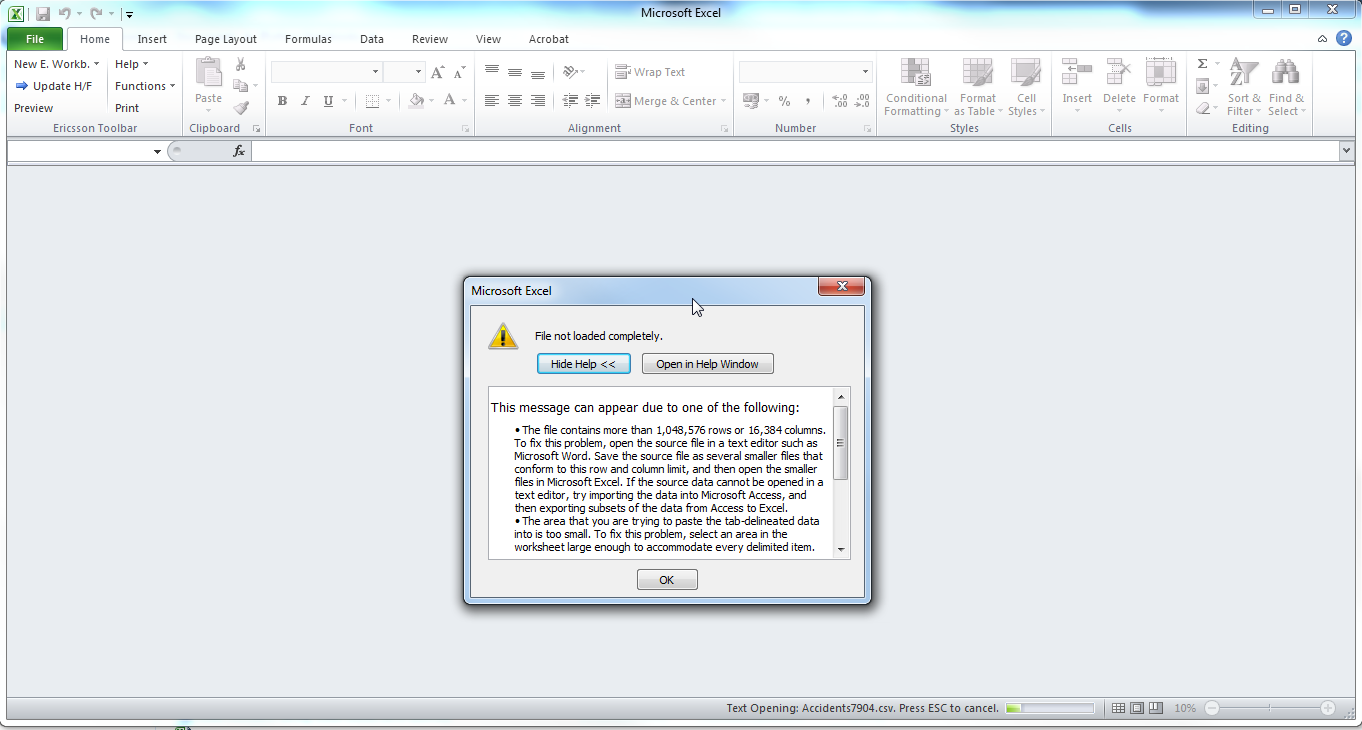 Microsoft Excel
File Home Insert Page Layout Formulas Data Review View Acrobat
New E. Workb. Help
Update H/F Functions
Preview Print
Ericsson Toolbar
Paste
Clipboard
B I U A
Font
Wrap Text
Merge & Center
Alignment
% ,
Number
Conditional Formatting
Format as Table
Cell Styles
Styles
Insert Delete Format
Cells
Σ
Sort & Filter
Find & Select
Editing
fx
Microsoft Excel
File not loaded completely.
Hide Help << Open in Help Window
This message can appear due to one of the following:
• The file contains more than 1,048,576 rows or 16,384 columns.
To fix this problem, open the source file in a text editor such as
Microsoft Word. Save the source file as several smaller files that
conform to this row and column limit, and then open the smaller
files in Microsoft Excel. If the source data cannot be opened in a
text editor, try importing the data into Microsoft Access, and
then exporting subsets of the data from Access to Excel.
• The area that you are trying to paste the tab-delineated data
into is too small. To fix this problem, select an area in the
worksheet large enough to accommodate every delimited item.
OK
Text Opening: Accidents7904.csv. Press ESC to cancel. 10%